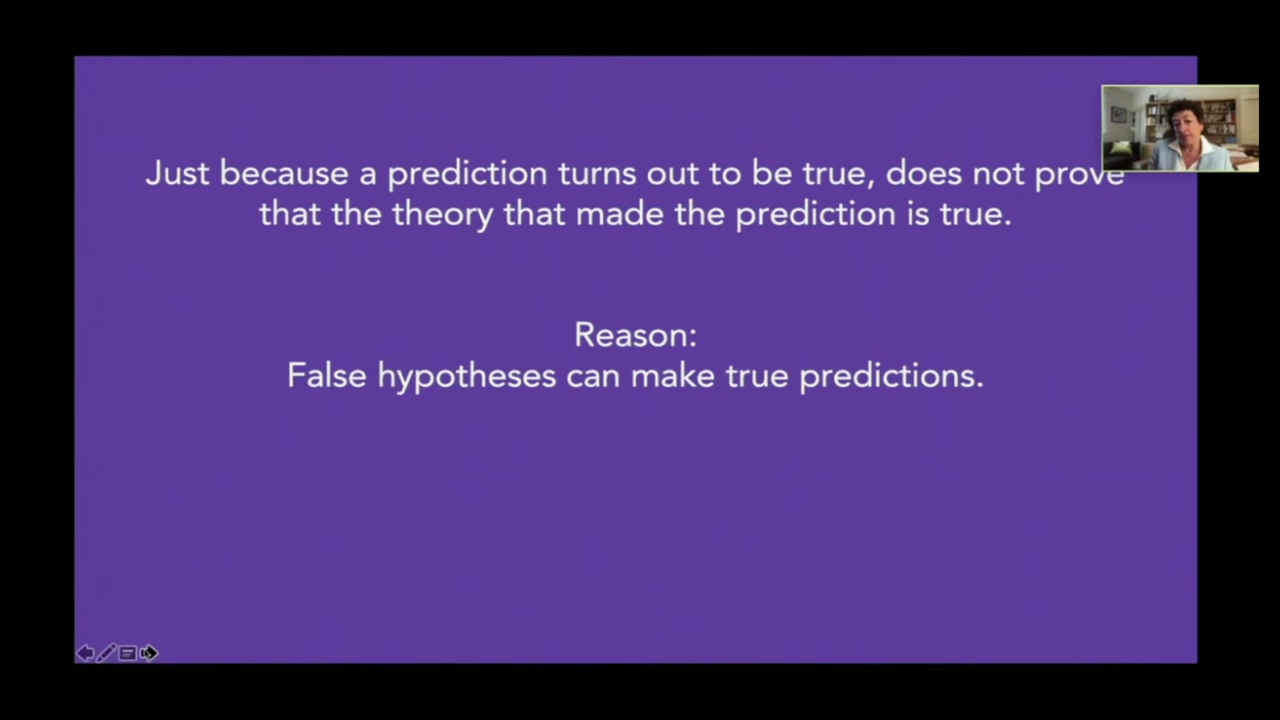 Just because a prediction turns out to be true, does not prove
that the theory that made the prediction is true.
Reason:
False hypotheses can make true predictions.